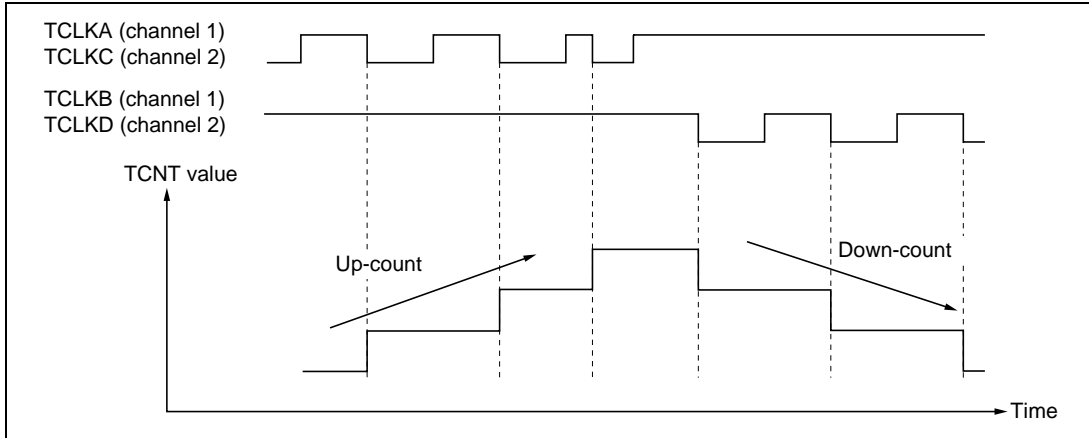 TCLKA (channel 1)
TCLKC (channel 2)
TCLKB (channel 1)
TCLKD (channel 2)
TCNT value
Up-count
Down-count
Time